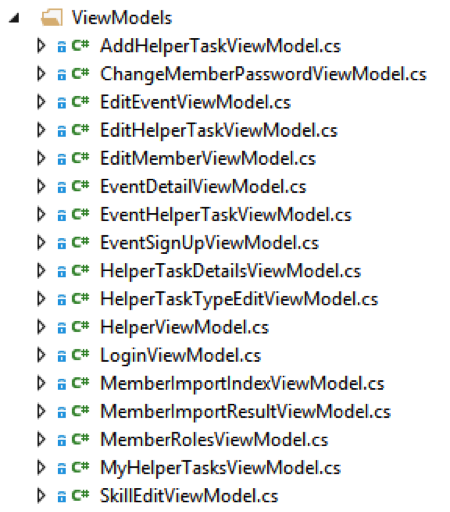 ViewModels
C# AddHelperTaskViewModel.cs
C# ChangeMemberPasswordViewModel.cs
C# EditEventViewModel.cs
C# EditHelperTaskViewModel.cs
C# EditMemberViewModel.cs
C# EventDetailViewModel.cs
C# EventHelperTaskViewModel.cs
C# EventSignUpViewModel.cs
C# HelperTaskDetailsViewModel.cs
C# HelperTaskTypeEditViewModel.cs
C# HelperViewModel.cs
C# LoginViewModel.cs
C# MemberImportIndexViewModel.cs
C# MemberImportResultViewModel.cs
C# MemberRolesViewModel.cs
C# MyHelperTasksViewModel.cs
C# SkillEditViewModel.cs